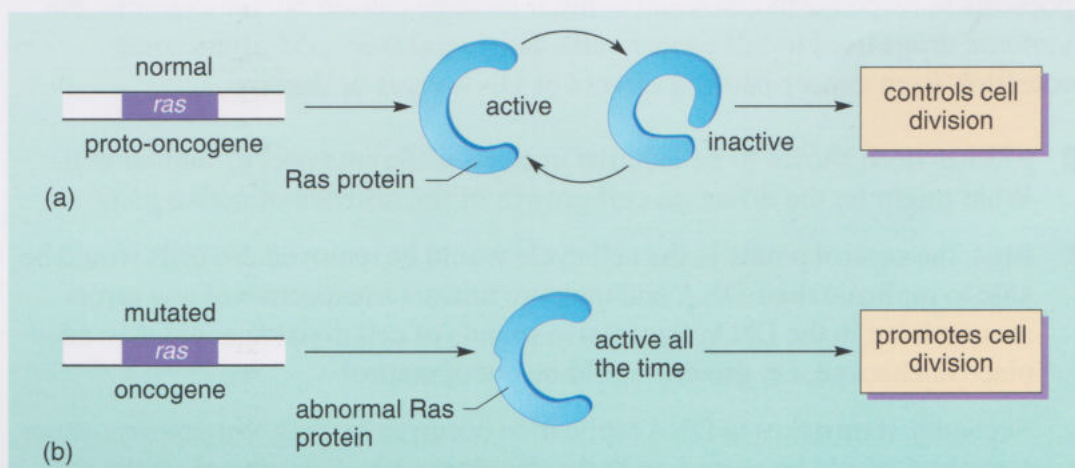 normal
ras
proto-oncogene
Ras protein
active
inactive
controls cell
division
(a)
mutated
ras
oncogene
abnormal Ras
protein
active all
the time
promotes cell
division
(b)